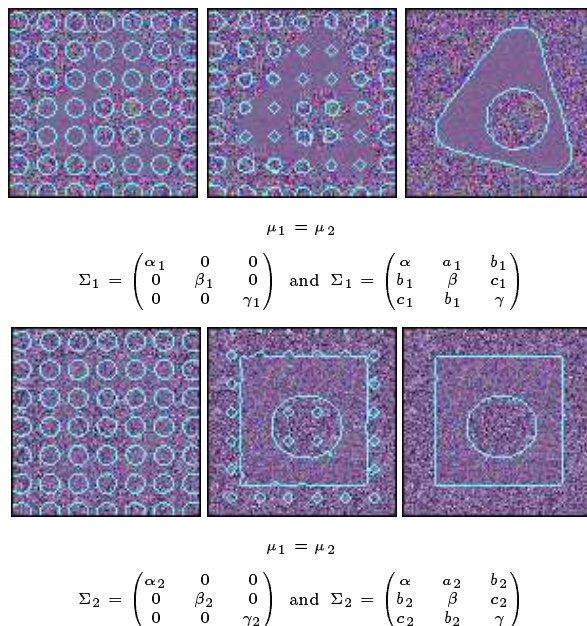 μ1 = μ2
Σ1 = (α1 0 0
0 β1 0
0 0 γ1) and Σ1 = (α a1 b1
b1 β c1
c1 b1 γ)
μ1 = μ2
Σ2 = (α2 0 0
0 β2 0
0 0 γ2) and Σ2 = (α a2 b2
b2 β c2
c2 b2 γ)